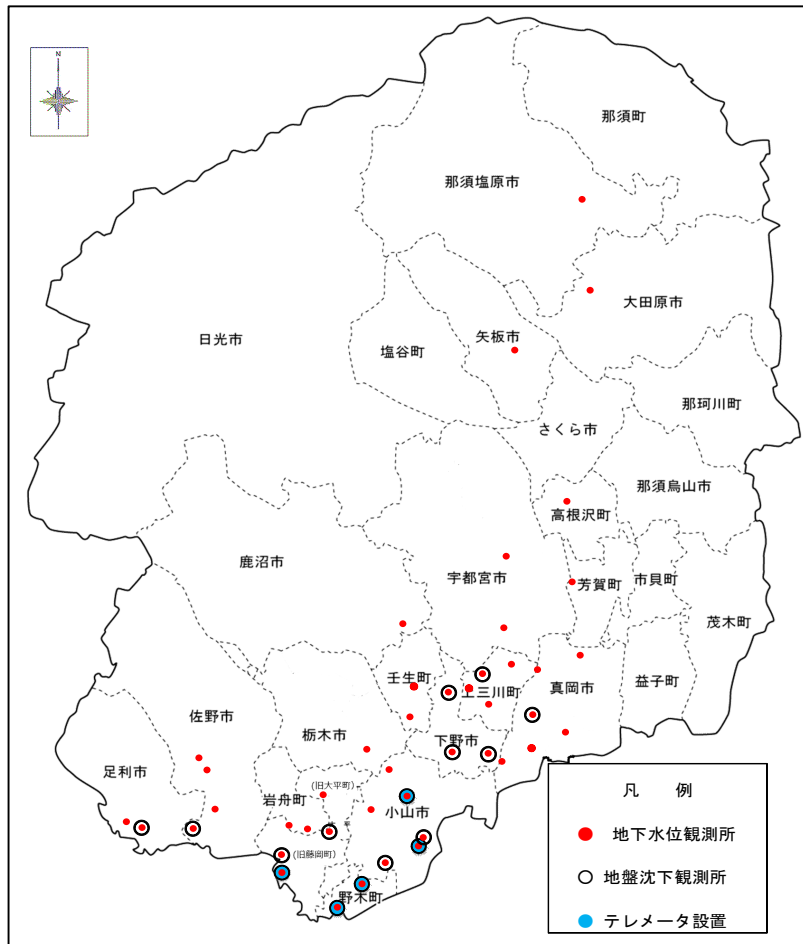 N
那須町
那須塩原市
大田原市
日光市
矢板市
塩谷町
那珂川町
さくら市
那須烏山市
高根沢町
鹿沼市
宇都宮市
芳賀町
市貝町
茂木町
壬生町
上三川町
真岡市
益子町
佐野市
栃木市
下野市
足利市
(旧大平町)
岩舟町
小山市
(旧藤岡町)
野木町
凡 例
地下水位観測所
地盤沈下観測所
テレメータ設置